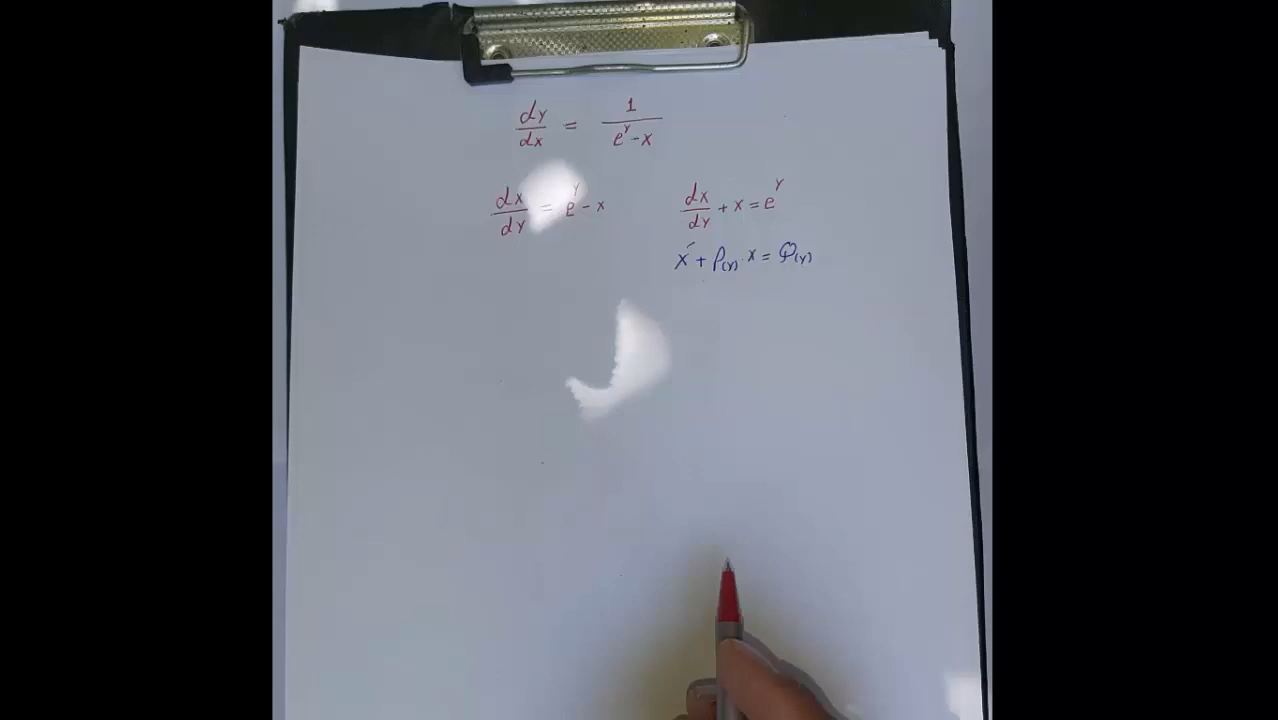 dy/dx = 1/(e^y - x)
dx/dy = e^y - x    dx/dy + x = e^y
x' + P(y) · x = Q(y)